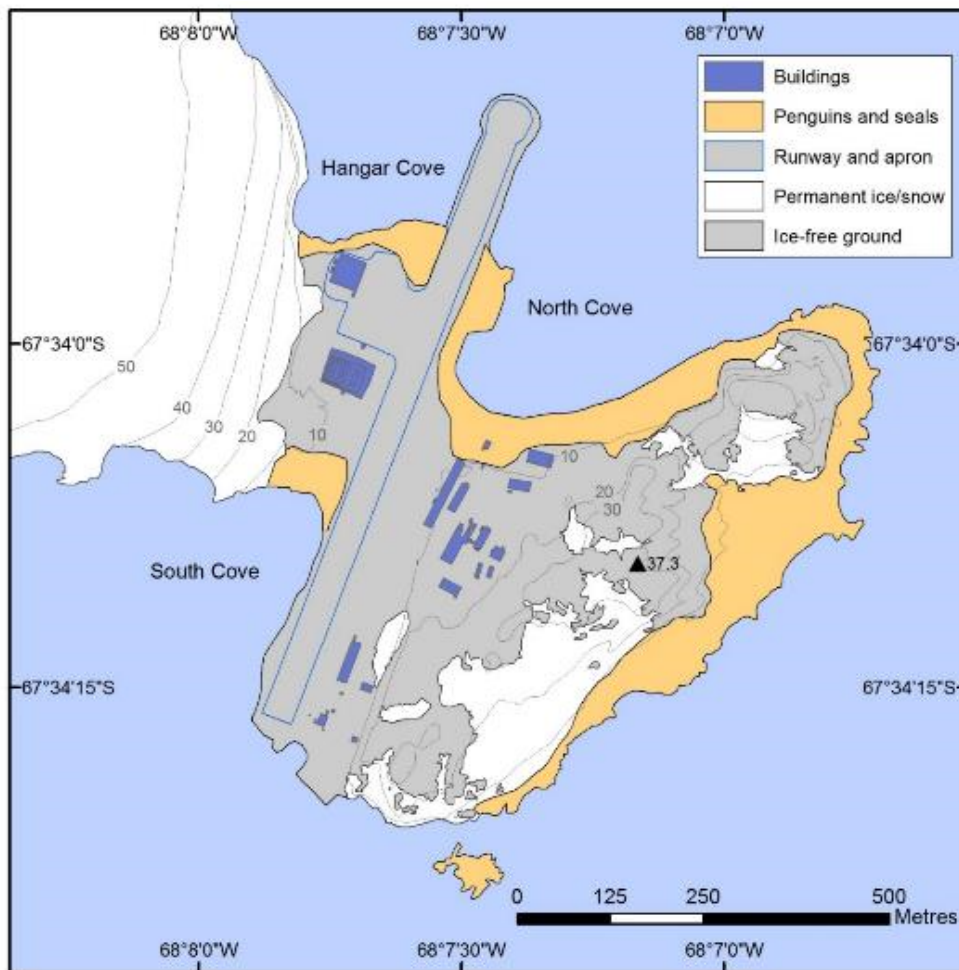 68°8'0"W
68°7'30"W
68°7'0"W
Buildings
Penguins and seals
Runway and apron
Permanent ice/snow
Ice-free ground
Hangar Cove
North Cove
67°34'0"S
67°34'0"S
50
40
30
20
10
10
20
30
37.3
South Cove
67°34'15"S
67°34'15"S
0 125 250 500
Metres
68°8'0"W
68°7'30"W
68°7'0"W